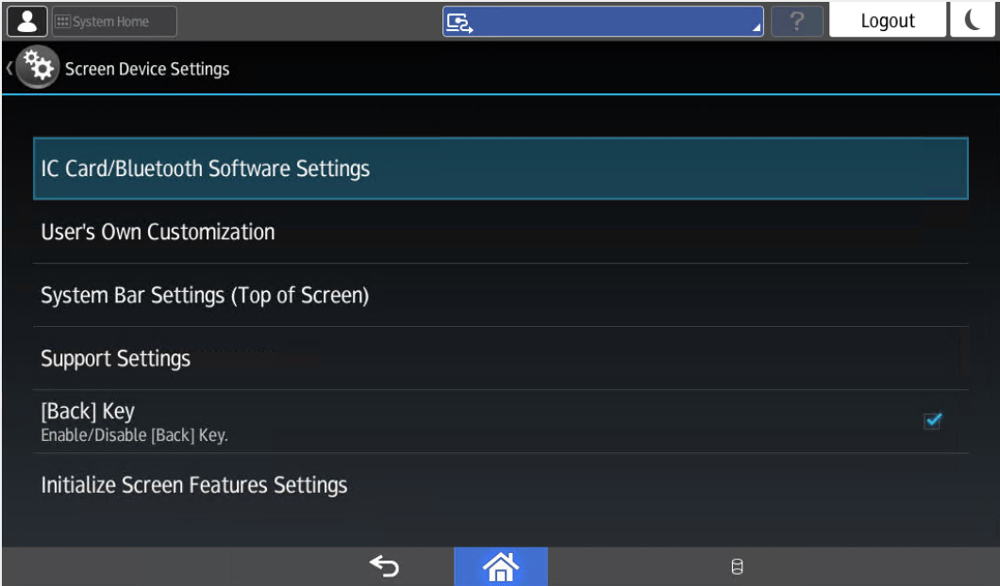 System Home
?
Logout
Screen Device Settings
IC Card/Bluetooth Software Settings
User's Own Customization
System Bar Settings (Top of Screen)
Support Settings
[Back] Key
Enable/Disable [Back] Key.
Initialize Screen Features Settings